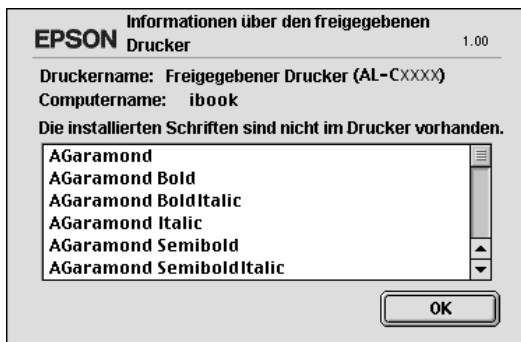 Informationen über den freigegebenen
EPSON Drucker 1.00
Druckername: Freigegebener Drucker (AL-CXXXX)
Computername: ibook
Die installierten Schriften sind nicht im Drucker vorhanden.
AGaramond
AGaramond Bold
AGaramond BoldItalic
AGaramond Italic
AGaramond Semibold
AGaramond SemiboldItalic
OK